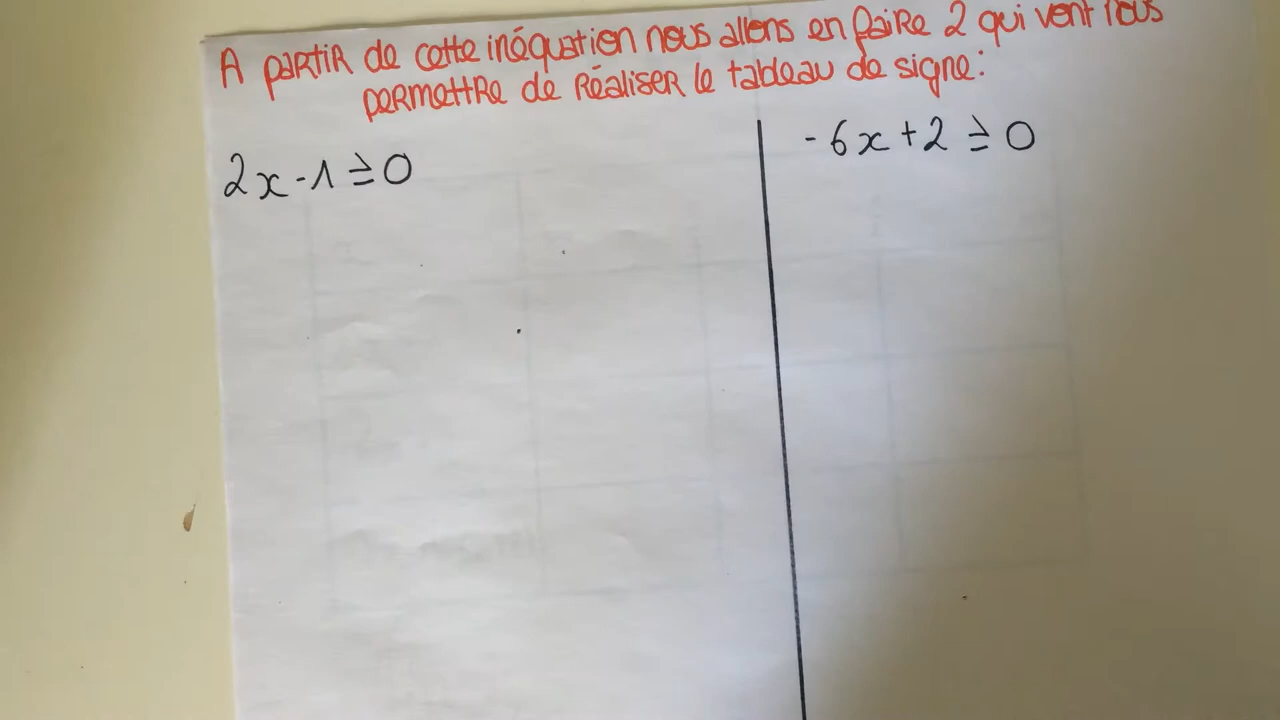 A partir de cette inéquation nous allons en faire 2 qui vont nous
permettre de réaliser le tableau de signe:
2x-1≥0
-6x+2≥0